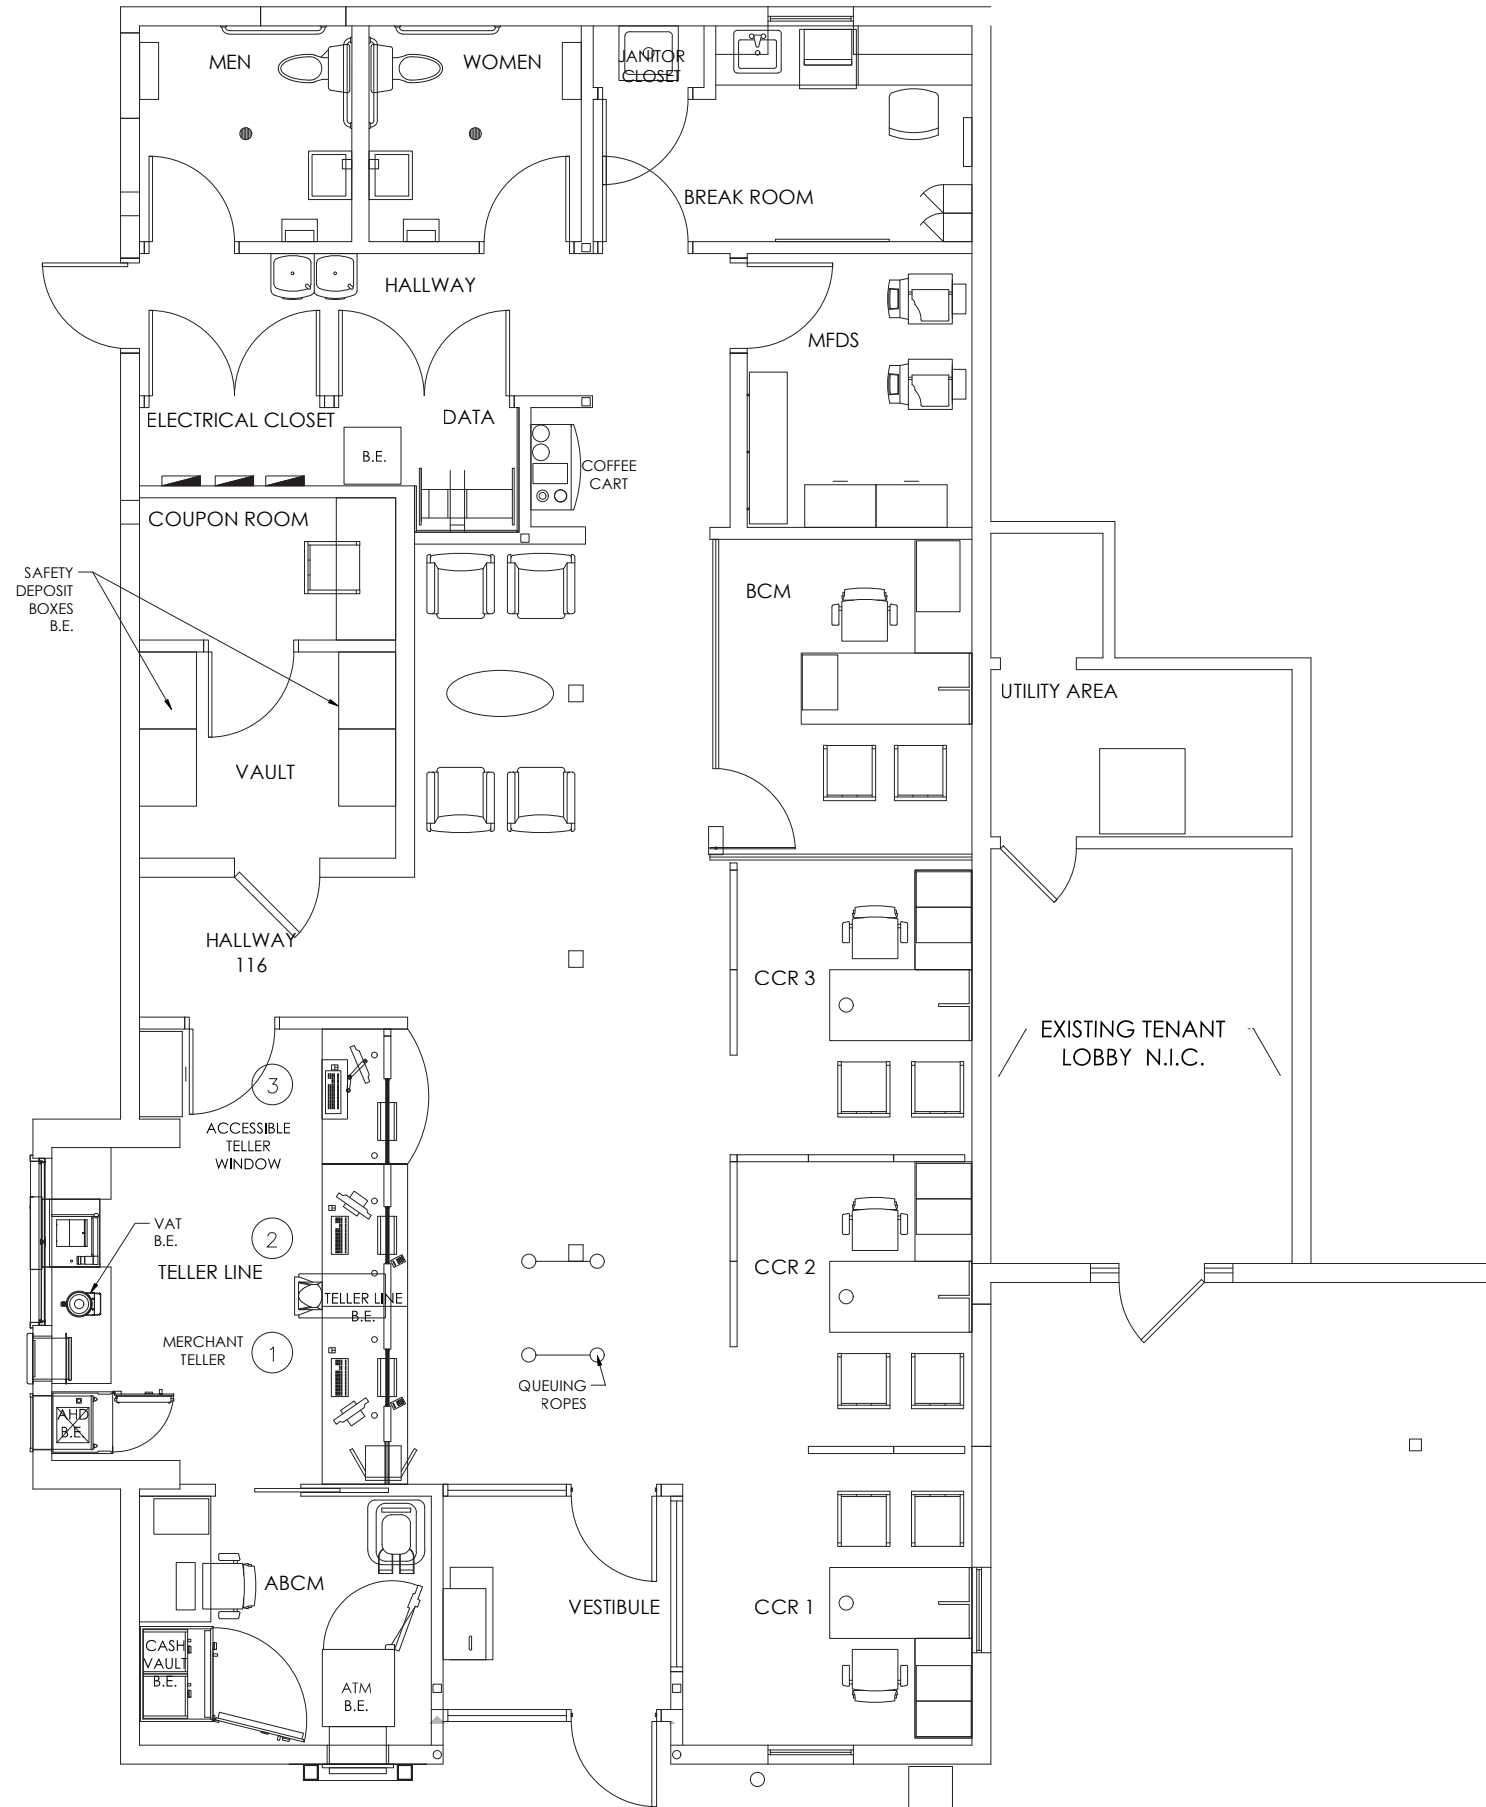 MEN
WOMEN
JANITOR
CLOSET
BREAK ROOM
HALLWAY
MFDS
ELECTRICAL CLOSET
DATA
B.E.
COFFEE
CART
COUPON ROOM
SAFETY
DEPOSIT
BOXES
B.E.
BCM
UTILITY AREA
VAULT
HALLWAY
116
CCR 3
EXISTING TENANT
LOBBY N.I.C.
3
ACCESSIBLE
TELLER
WINDOW
VAT
B.E.
2
TELLER LINE
TELLER LINE
B.E.
CCR 2
MERCHANT
TELLER
1
QUEUING
ROPES
AHD
B.E.
ABCM
VESTIBULE
CCR 1
CASH
VAULT
B.E.
ATM
B.E.